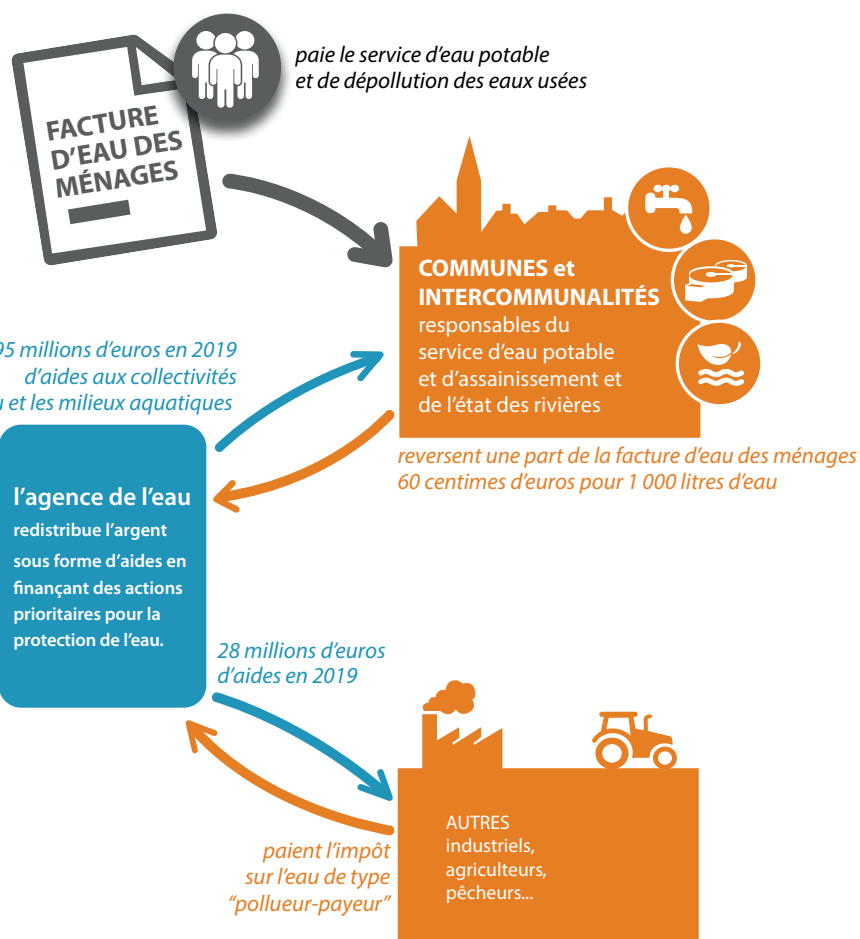 paie le service d'eau potable
et de dépollution des eaux usées
FACTURE
D'EAU DES
MÉNAGES
COMMUNES et
INTERCOMMUNALITÉS
responsables du
service d'eau potable
et d'assainissement et
de l'état des rivières
95 millions d'euros en 2019
d'aides aux collectivités
et les milieux aquatiques
reversent une part de la facture d'eau des ménages
60 centimes d'euros pour 1 000 litres d'eau
l'agence de l'eau
redistribue l'argent
sous forme d'aides en
finançant des actions
prioritaires pour la
protection de l'eau.
28 millions d'euros
d'aides en 2019
AUTRES
industriels,
agriculteurs,
pêcheurs...
paient l'impôt
sur l'eau de type
"pollueur-payeur"